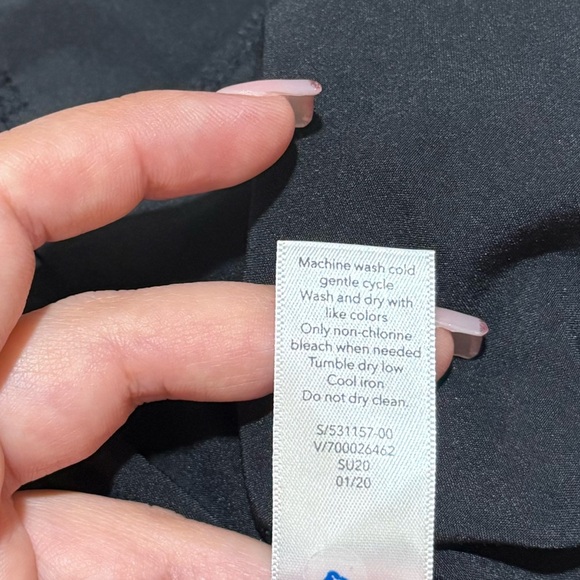 Machine wash cold
gentle cycle
Wash and dry with
like colors
Only non-chlorine
bleach when needed
Tumble dry low
Cool iron
Do not dry clean.
S/531157-00
V/700026462
SU20
01/20